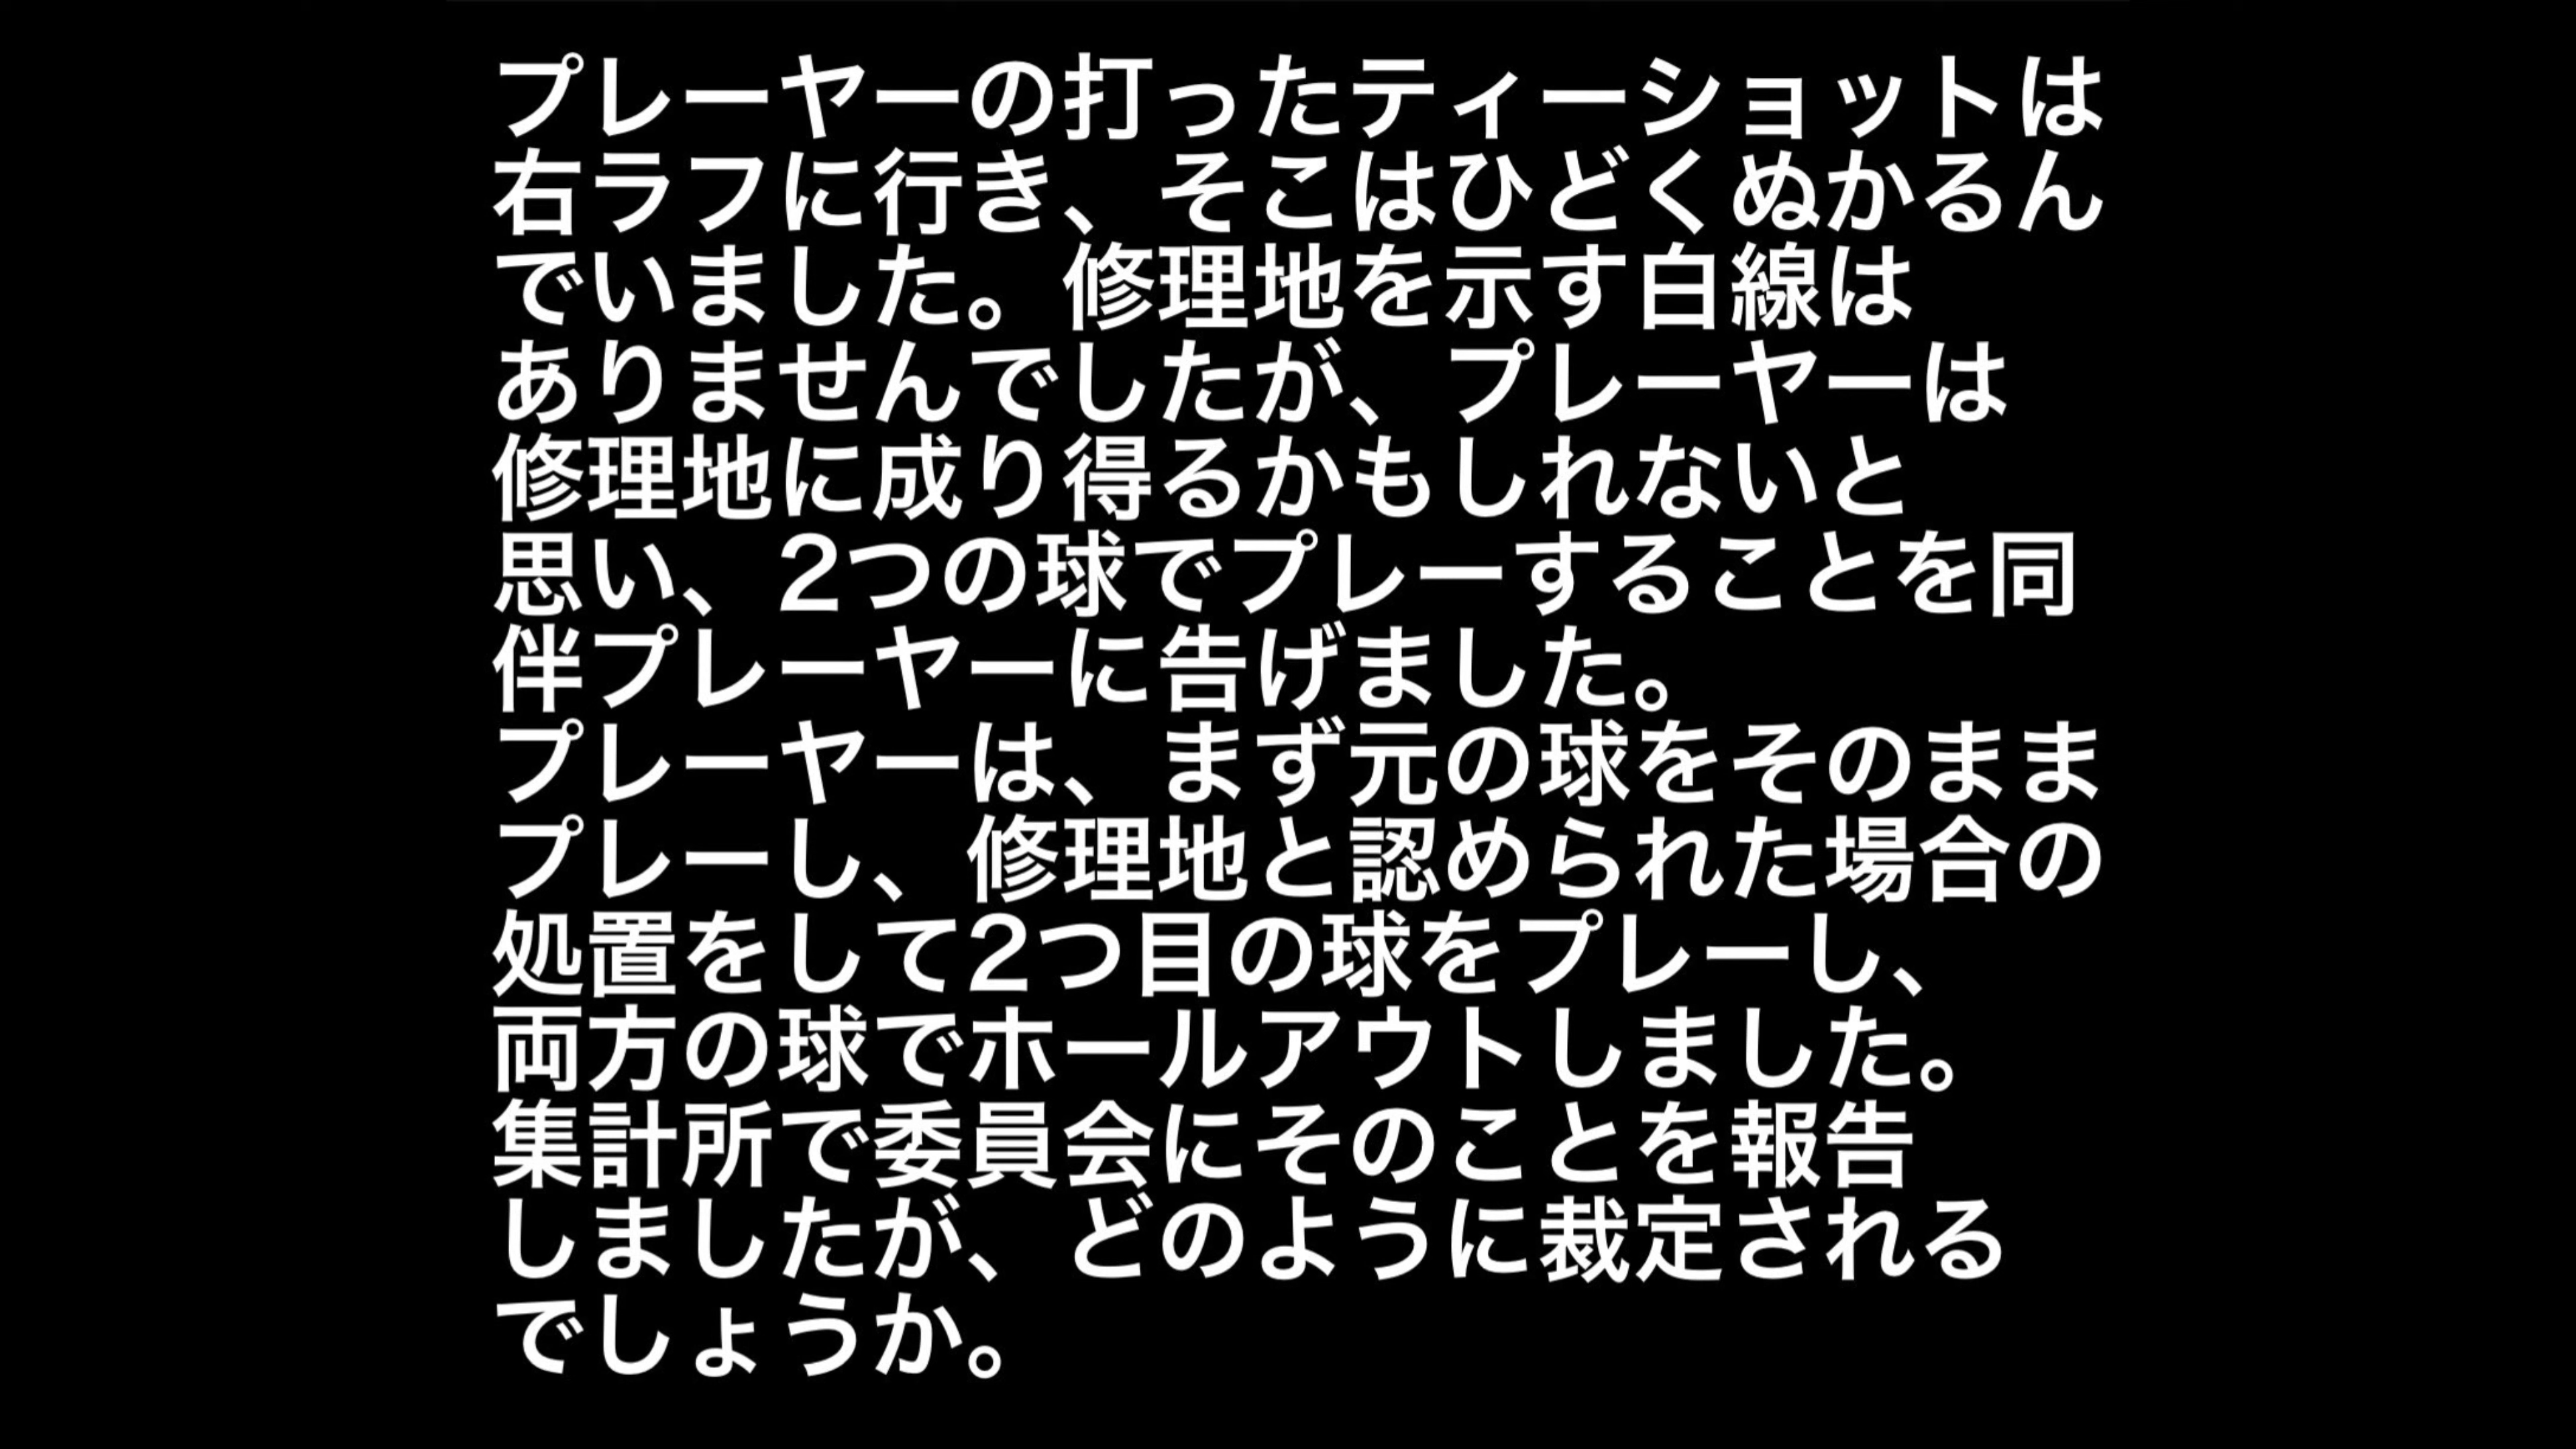 プレーヤーの打ったティーショットは
右ラフに行き、そこはひどくぬかるん
でいました。修理地を示す白線は
ありませんでしたが、プレーヤーは
修理地に成り得るかもしれないと
思い、2つの球でプレーすることを同
伴プレーヤーに告げました。
プレーヤーは、まず元の球をそのまま
プレーし、修理地と認められた場合の
処置をして2つ目の球をプレーし、
両方の球でホールアウトしました。
集計所で委員会にそのことを報告
しましたが、どのように裁定される
でしょうか。